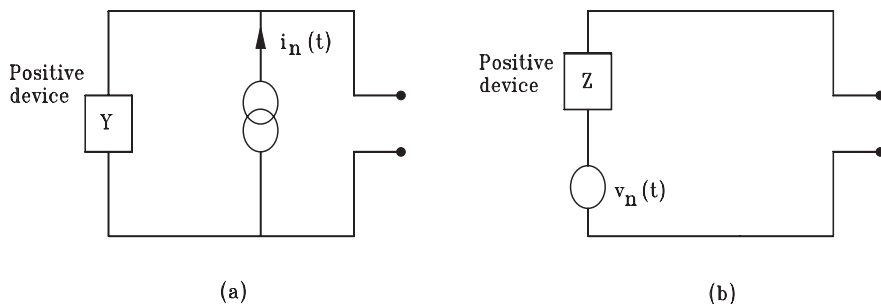 i_n(t)
Positive
device
Y
(a)
Positive
device
Z
v_n(t)
(b)